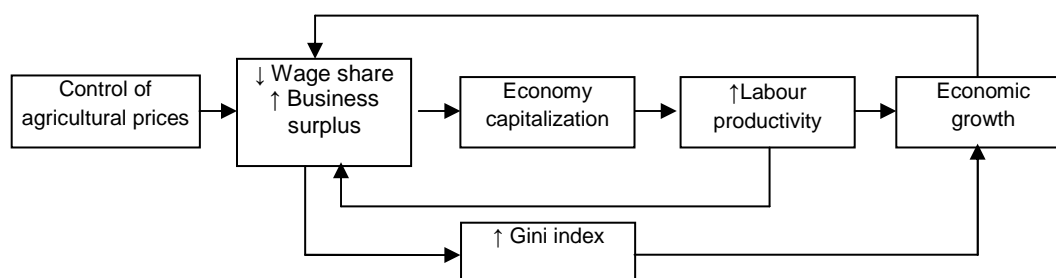 Control of
agricultural prices
↓ Wage share
↑ Business
surplus
Economy
capitalization
↑Labour
productivity
Economic
growth
↑ Gini index